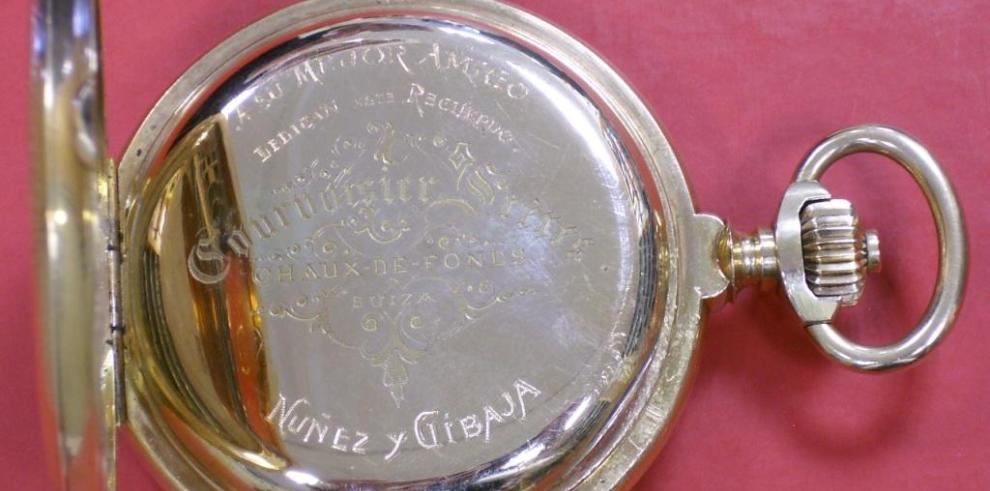 A SU MEJOR AMIGO
DEDICAN ESTE RECUERDO
Courvoisier Frères
CHAUX-DE-FONDS
SUIZA
NUÑEZ Y GIBAJA